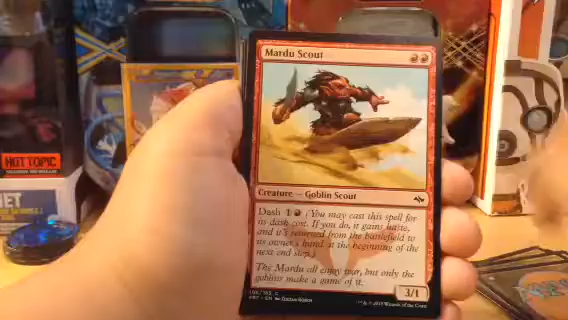 Mardu Scout
Creature — Goblin Scout
Dash 1 (You may cast this spell for
its dash cost. If you do, it gains haste,
and it's returned from the battlefield to
its owner's hand at the beginning of the
next end step.)
The Mardu all enjoy war, but only the
goblins make a game of it.
3/1
HOT TOPIC